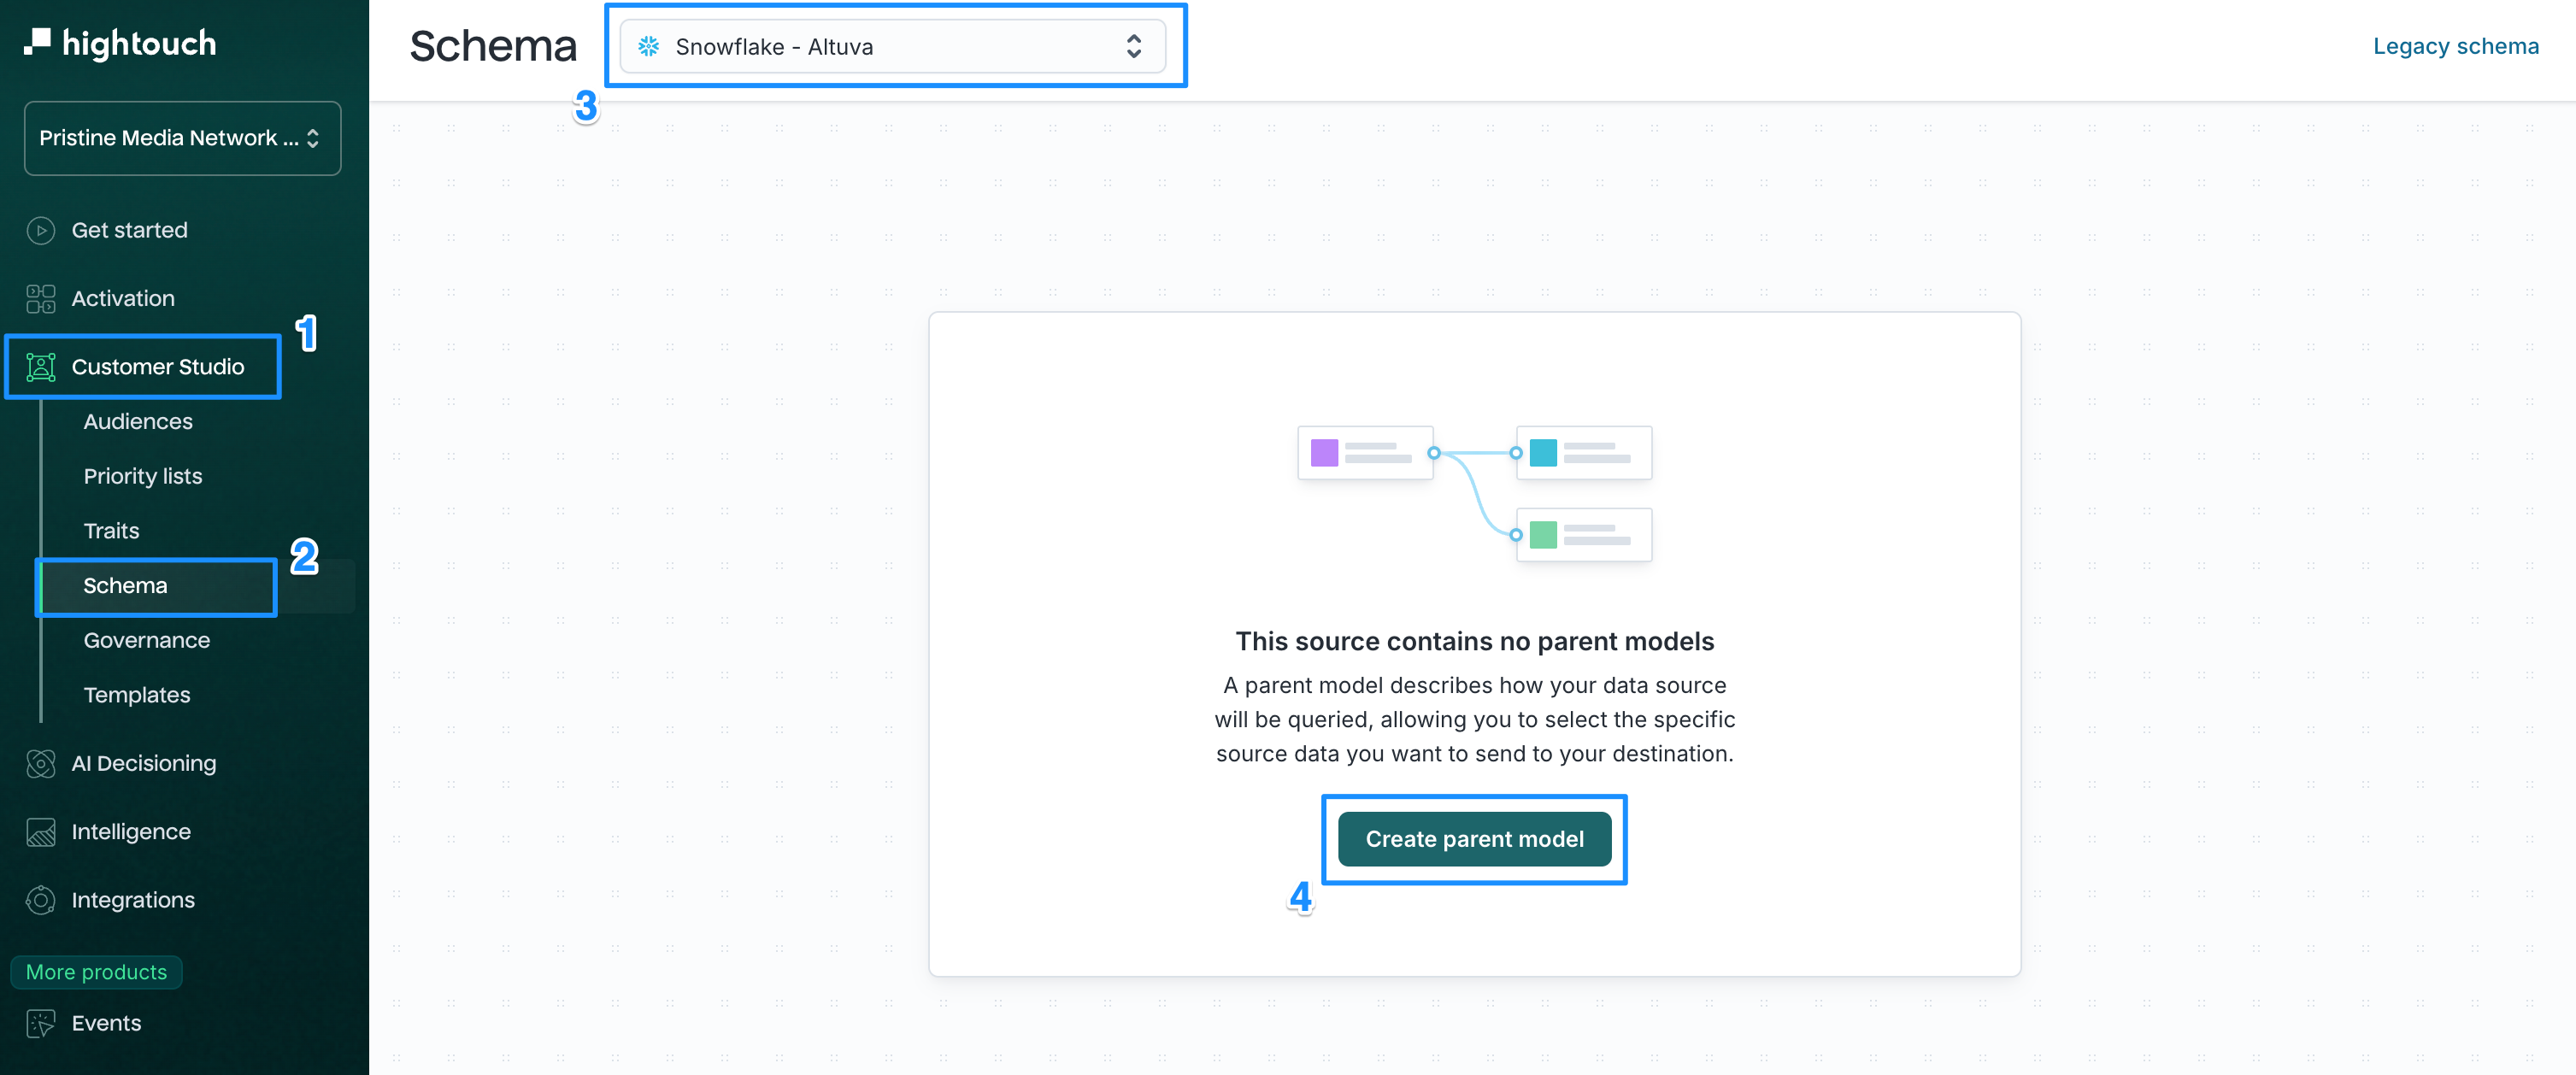 hightouch
Pristine Media Network ...
Get started
Activation
1
Customer Studio
Audiences
Priority lists
Traits
2
Schema
Governance
Templates
AI Decisioning
Intelligence
Integrations
More products
Events
Schema
Snowflake - Altuva
3
Legacy schema
This source contains no parent models
A parent model describes how your data source
will be queried, allowing you to select the specific
source data you want to send to your destination.
Create parent model
4